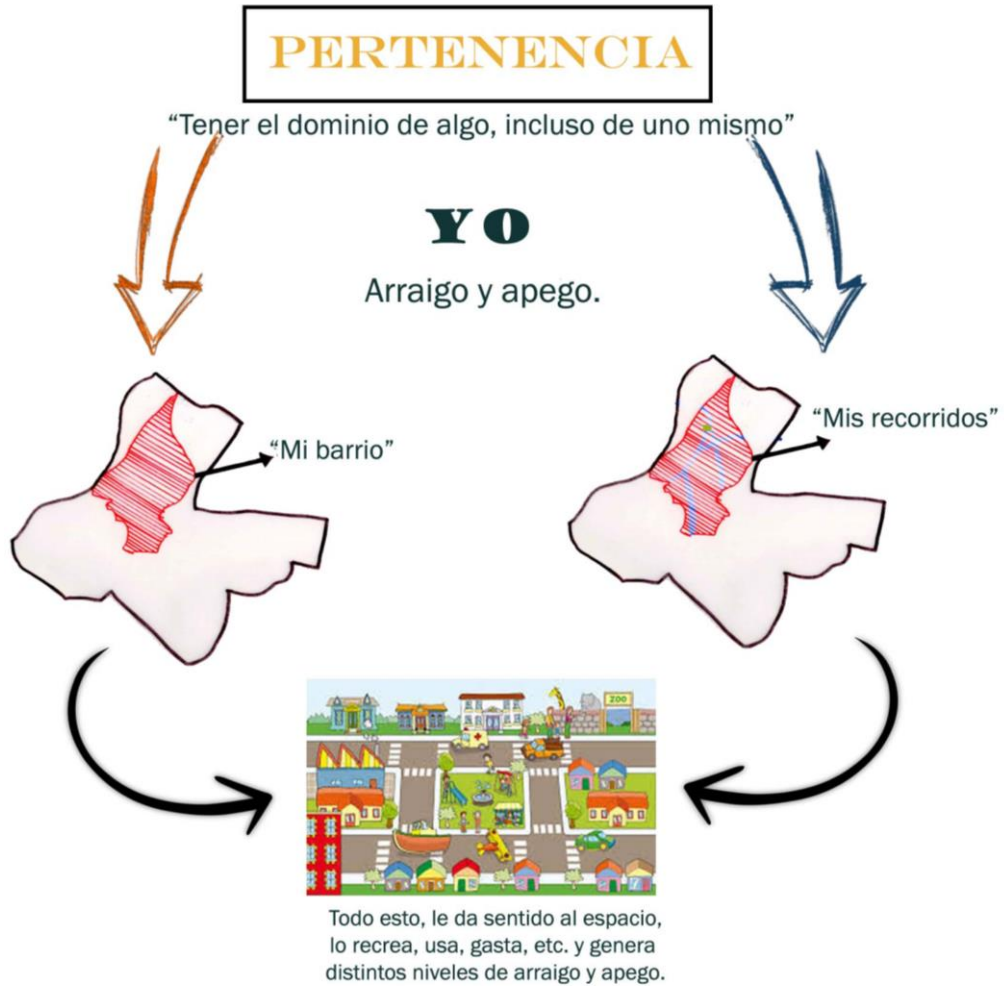 PERTENENCIA
“Tener el dominio de algo, incluso de uno mismo”
YO
Arraigo y apego.
“Mi barrio”
“Mis recorridos”
ZOO
Todo esto, le da sentido al espacio,
lo recrea, usa, gasta, etc. y genera
distintos niveles de arraigo y apego.